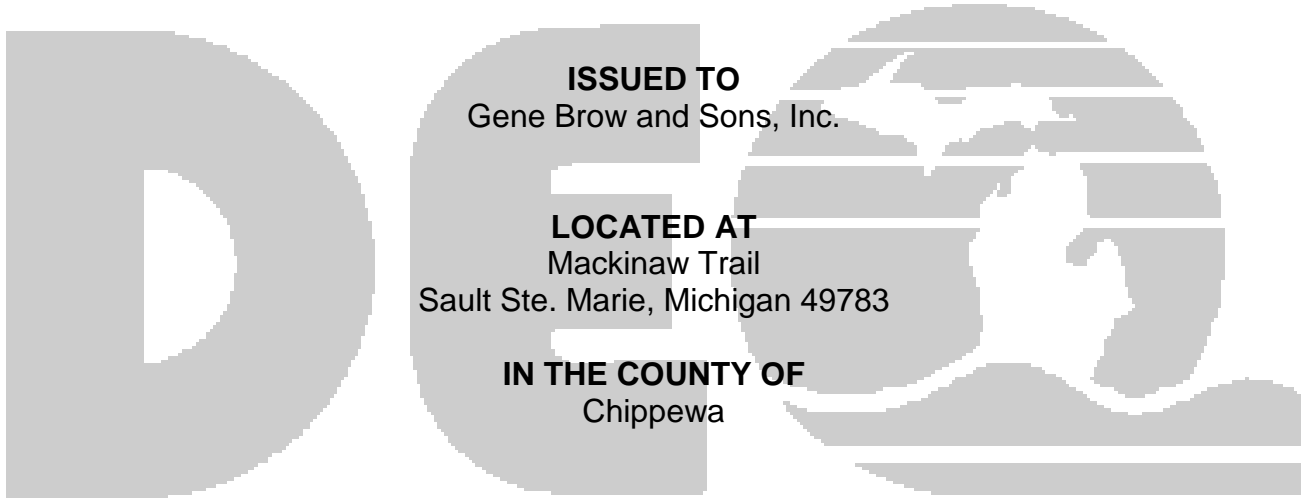 DEQ
ISSUED TO
Gene Brow and Sons, Inc.
LOCATED AT
Mackinaw Trail
Sault Ste. Marie, Michigan 49783
IN THE COUNTY OF
Chippewa